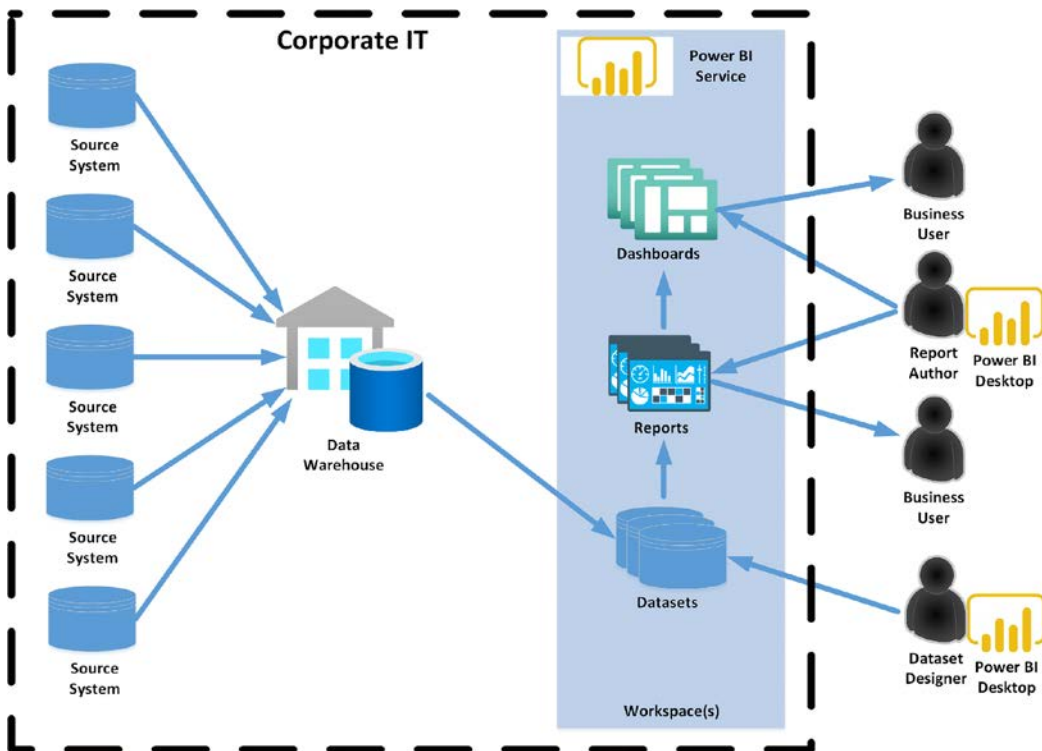 Corporate IT
Power BI
Service
Source
System
Source
System
Source
System
Source
System
Source
System
Data
Warehouse
Dashboards
Reports
Datasets
Workspace(s)
Business
User
Report
Author
Power BI
Desktop
Business
User
Dataset
Designer
Power BI
Desktop